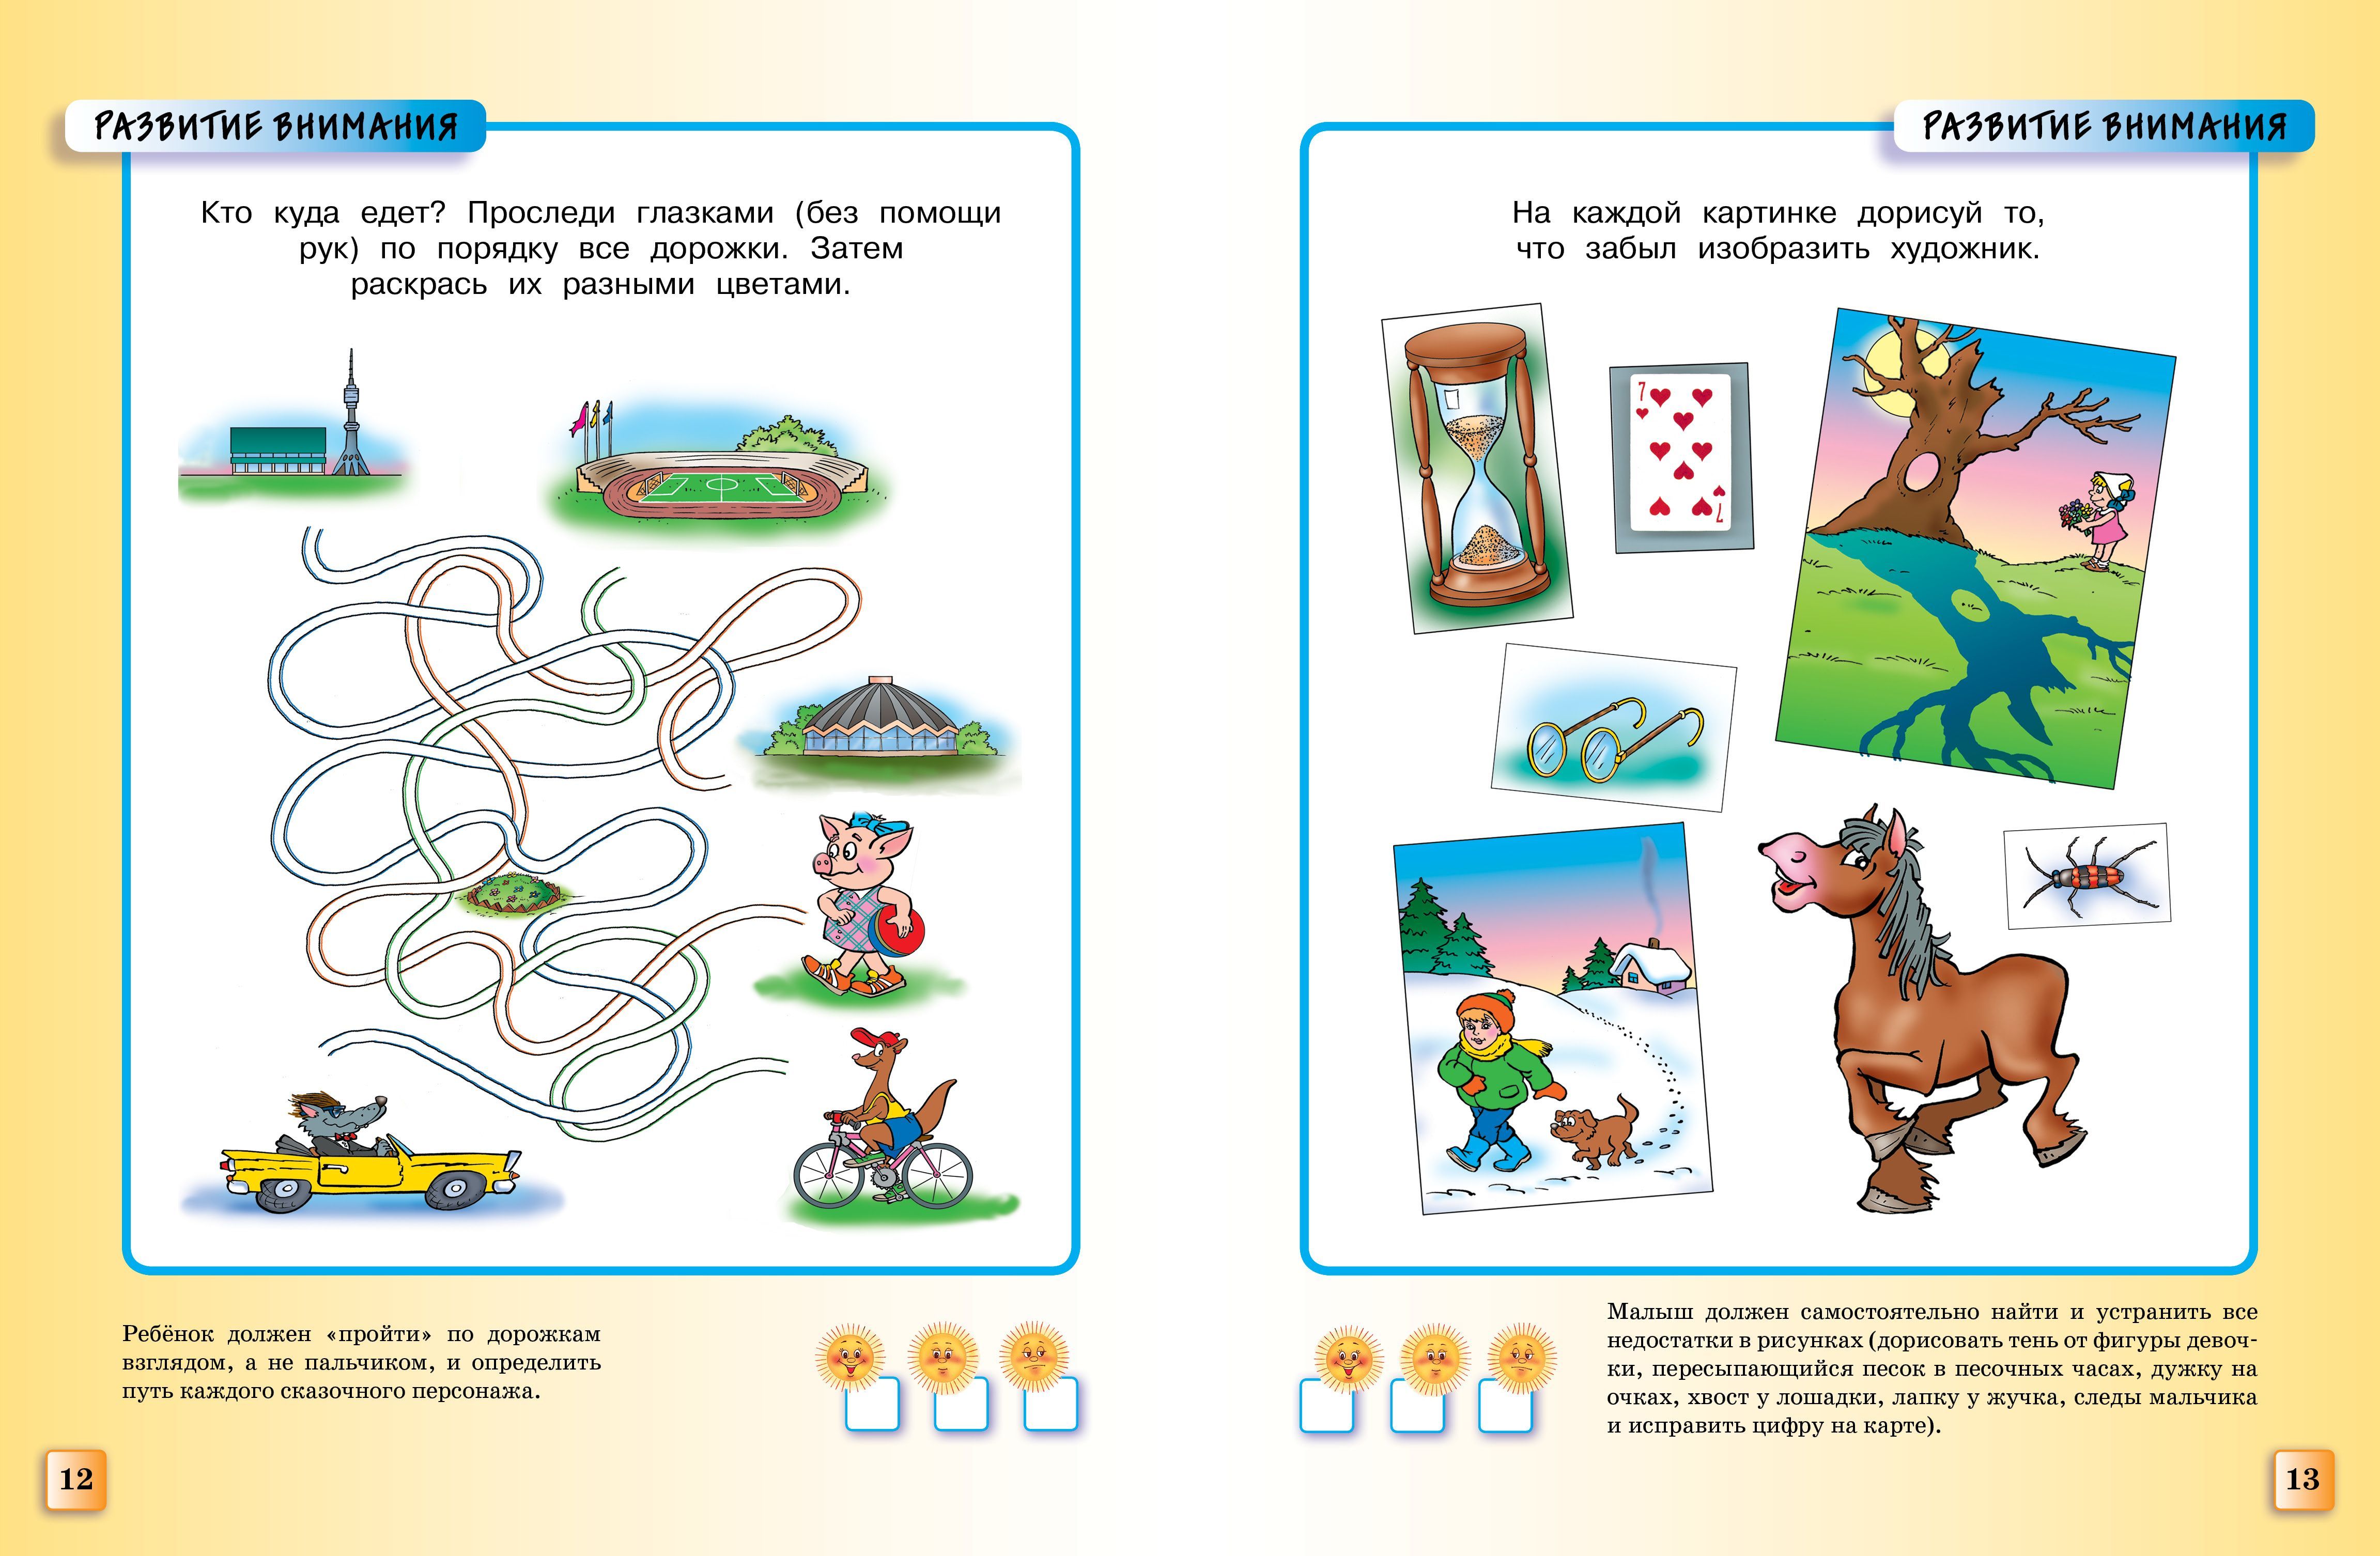 РАЗВИТИЕ ВНИМАНИЯ
Кто куда едет? Проследи глазками (без помощи
рук) по порядку все дорожки. Затем
раскрась их разными цветами.
Ребёнок должен «пройти» по дорожкам
взглядом, а не пальчиком, и определить
путь каждого сказочного персонажа.
12
РАЗВИТИЕ ВНИМАНИЯ
На каждой картинке дорисуй то,
что забыл изобразить художник.
7
7
Малыш должен самостоятельно найти и устранить все
недостатки в рисунках (дорисовать тень от фигуры девоч-
ки, пересыпающийся песок в песочных часах, дужку на
очках, хвост у лошадки, лапку у жучка, следы мальчика
и исправить цифру на карте).
13